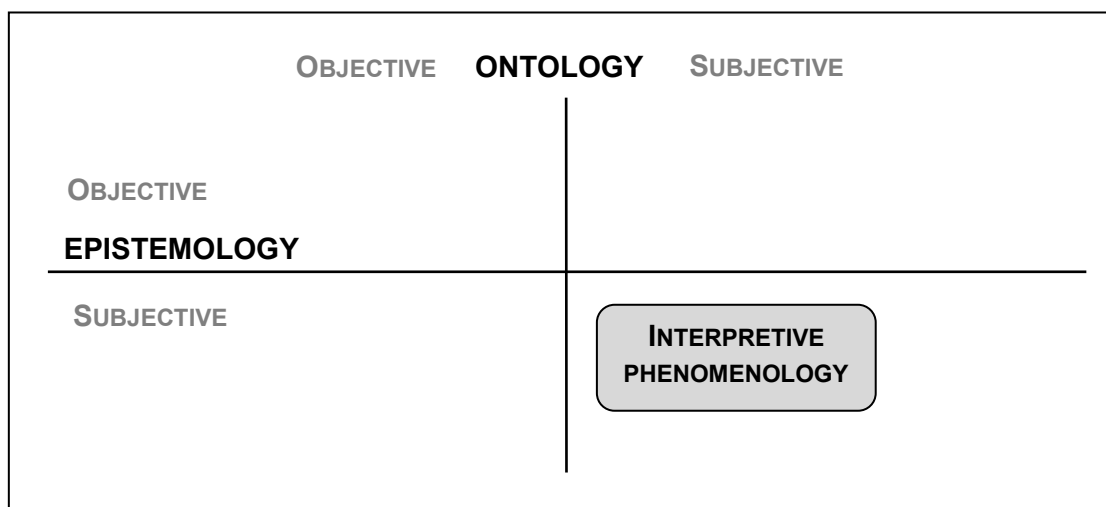 OBJECTIVE ONTOLOGY SUBJECTIVE
OBJECTIVE
EPISTEMOLOGY
SUBJECTIVE
INTERPRETIVE
PHENOMENOLOGY